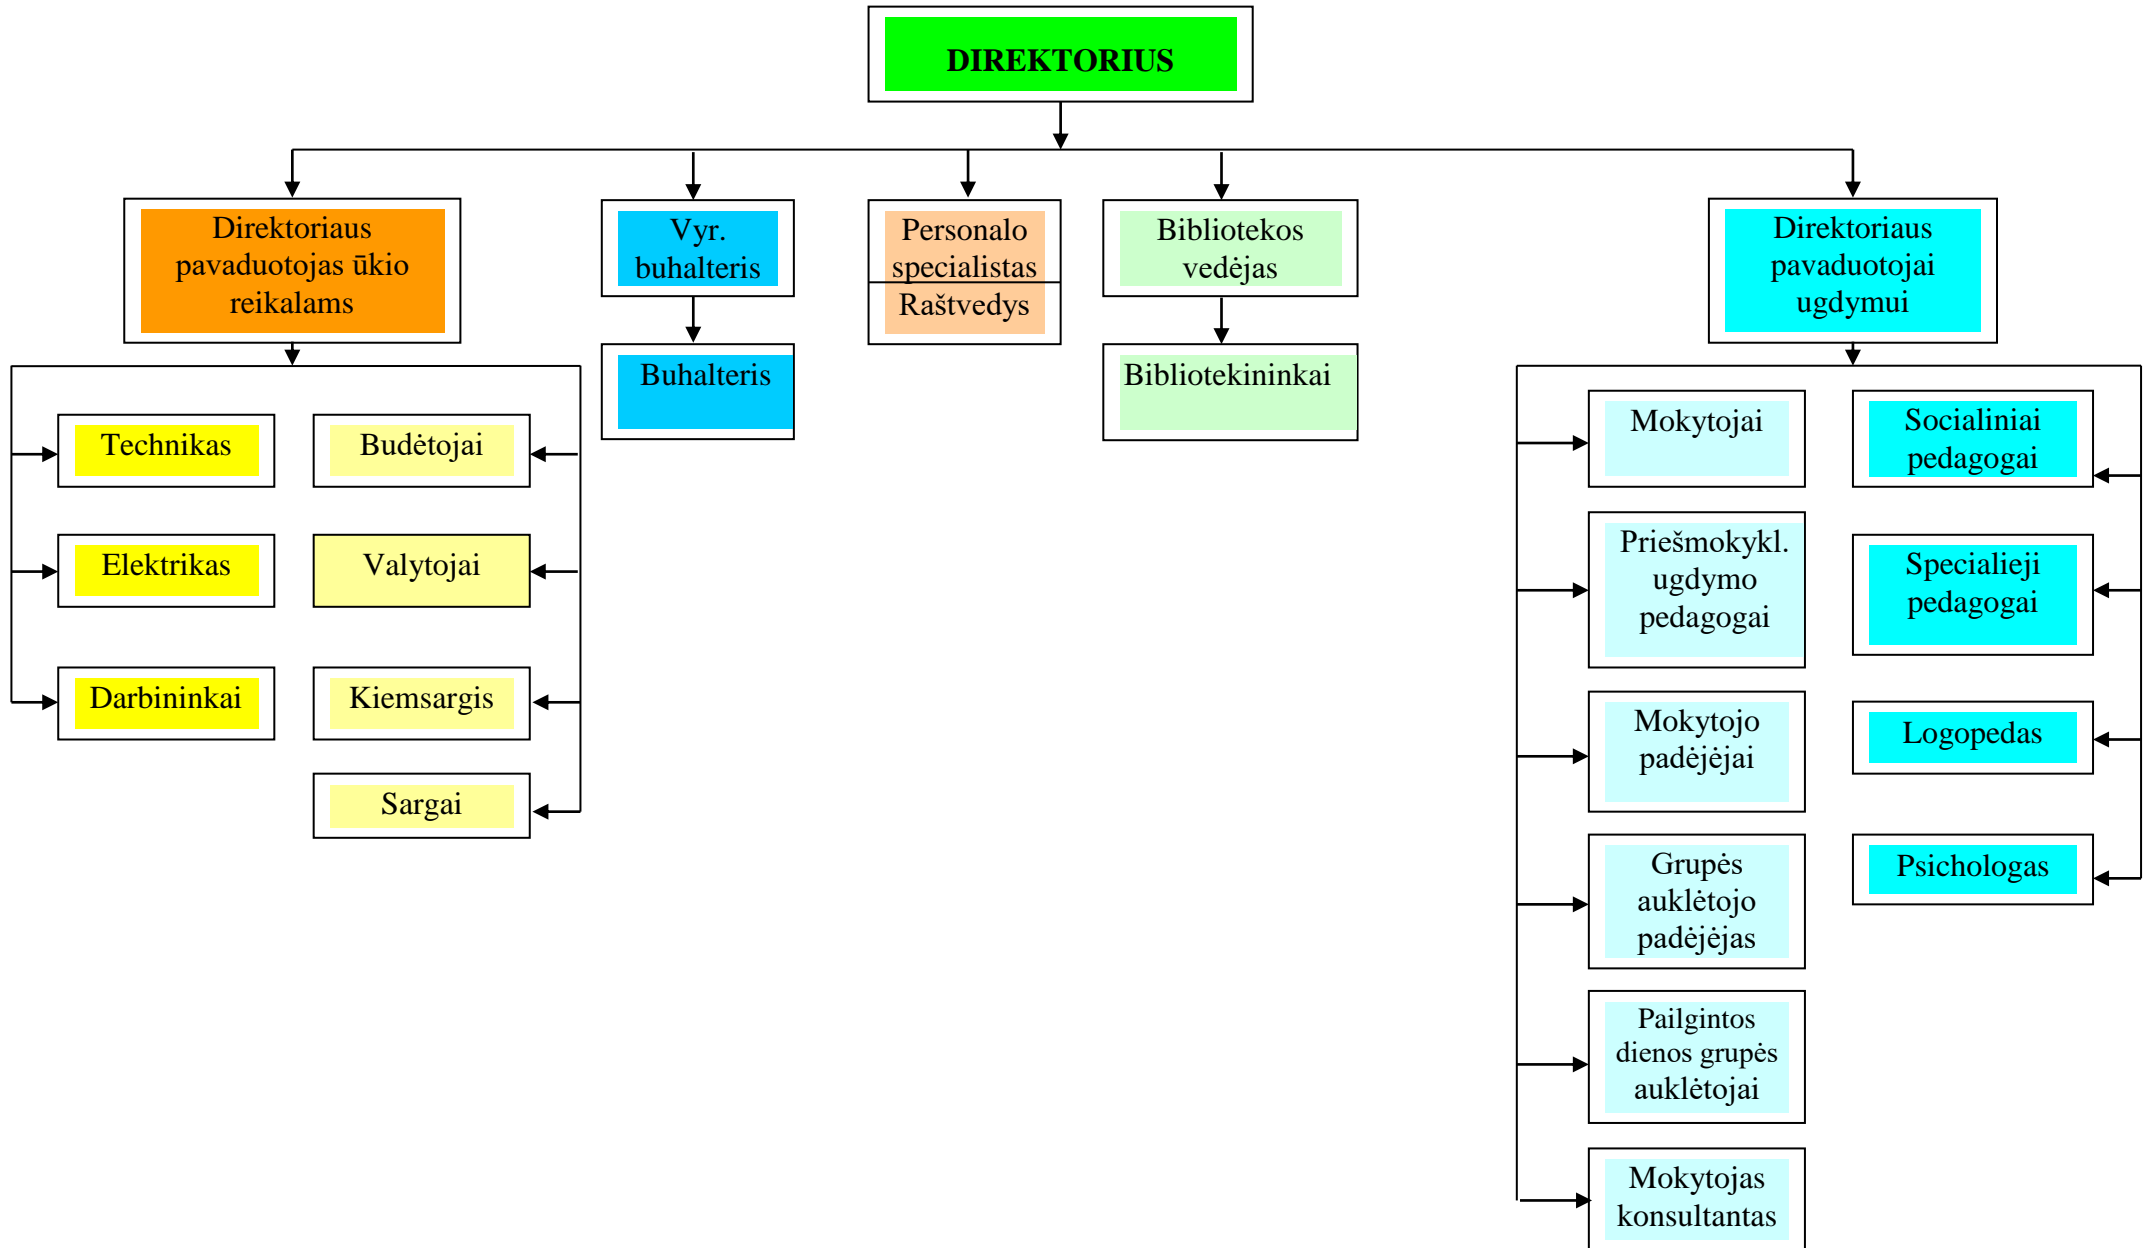 DIREKTORIUS
Direktoriaus
pavaduotojas ūkio
reikalams
Vyr.
buhalteris
Personalo
specialistas
Raštvedys
Bibliotekos
vedėjas
Direktoriaus
pavaduotojai
ugdymui
Buhalteris
Bibliotekininkai
Technikas
Budėtojai
Elektrikas
Valytojai
Darbininkai
Kiemsargis
Sargai
Mokytojai
Socialiniai
pedagogai
Priešmokykl.
ugdymo
pedagogai
Specialieji
pedagogai
Mokytojo
padėjėjai
Logopedas
Grupės
auklėtojo
padėjėjas
Psichologas
Pailgintos
dienos grupės
auklėtojai
Mokytojas
konsultantas